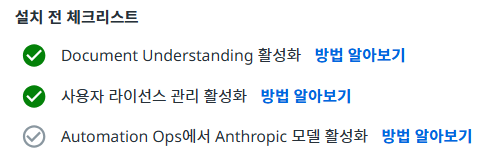 설치 전 체크리스트
Document Understanding 활성화 방법 알아보기
사용자 라이선스 관리 활성화 방법 알아보기
Automation Ops에서 Anthropic 모델 활성화 방법 알아보기